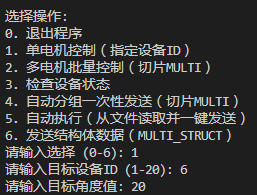 选择操作:
0. 退出程序
1. 单电机控制（指定设备ID）
2. 多电机批量控制（切片MULTI）
3. 检查设备状态
4. 自动分组一次性发送（切片MULTI）
5. 自动执行（从文件读取并一键发送）
6. 发送结构体数据（MULTI_STRUCT）
请输入选择 (0-6): 1
请输入目标设备ID (1-20): 6
请输入目标角度值: 20